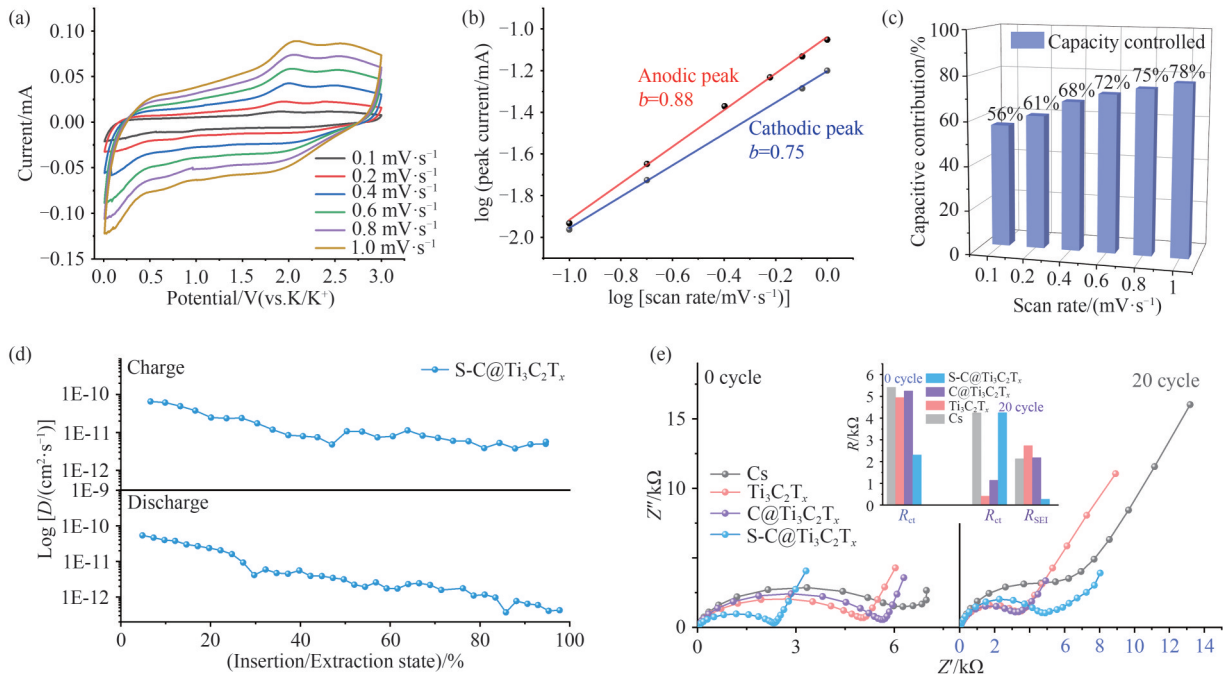 (a)
0.10
0.05
0.00
−0.05
−0.10
−0.15
Current/mA
0.1 mV·s⁻¹
0.2 mV·s⁻¹
0.4 mV·s⁻¹
0.6 mV·s⁻¹
0.8 mV·s⁻¹
1.0 mV·s⁻¹
0.0 0.5 1.0 1.5 2.0 2.5 3.0
Potential/V(vs.K/K⁺)
(b)
−1.0
−1.2
−1.4
−1.6
−1.8
−2.0
log (peak current/mA)
Anodic peak
b=0.88
Cathodic peak
b=0.75
−1.0 −0.8 −0.6 −0.4 −0.2 0.0
log [scan rate/mV·s⁻¹]
(c)
Capacity controlled
100
80
60
40
20
0
Capacitive contribution/%
56% 61% 68% 72% 75% 78%
0.1 0.2 0.4 0.6 0.8 1
Scan rate/(mV·s⁻¹)
(d)
Charge
S-C@Ti₃C₂Tₓ
1E-10
1E-11
1E-12
1E-9
Discharge
1E-10
1E-11
1E-12
Log [D/(cm²·s⁻¹)]
0 20 40 60 80 100
(Insertion/Extraction state)/%
(e)
0 cycle
20 cycle
15
10
5
0
Z″/kΩ
Cs
Ti₃C₂Tₓ
C@Ti₃C₂Tₓ
S-C@Ti₃C₂Tₓ
6
5
4
3
2
1
0
R/kΩ
0 cycle
S-C@Ti₃C₂Tₓ
C@Ti₃C₂Tₓ
Ti₃C₂Tₓ
20 cycle
Cs
R_ct R_ct R_SEI
0 3 6 0 2 4 6 8 10 12 14
Z′/kΩ